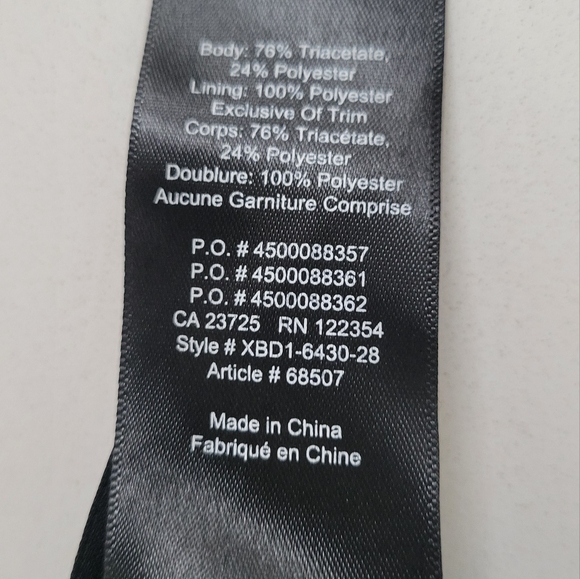 Body: 76% Triacetate,
24% Polyester
Lining: 100% Polyester
Exclusive Of Trim
Corps: 76% Triacétate,
24% Polyester
Doublure: 100% Polyester
Aucune Garniture Comprise
P.O. # 4500088357
P.O. # 4500088361
P.O. # 4500088362
CA 23725 RN 122354
Style # XBD1-6430-28
Article # 68507
Made in China
Fabriqué en Chine